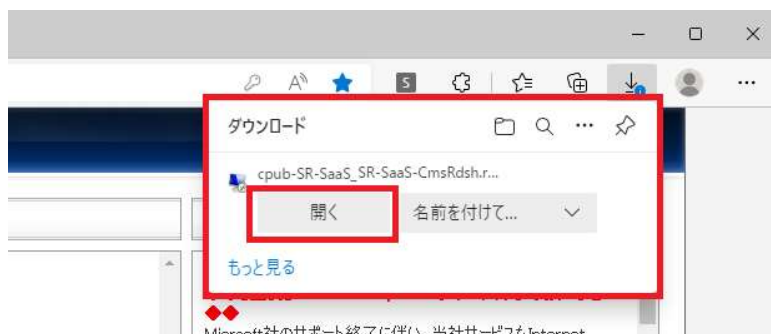 A
S
ダウンロード
cpub-SR-SaaS_SR-SaaS-CmsRdsh.r...
開く
名前を付けて...
もっと見る
Microsoft社のサポート終了に伴い、当社サービスもInternet